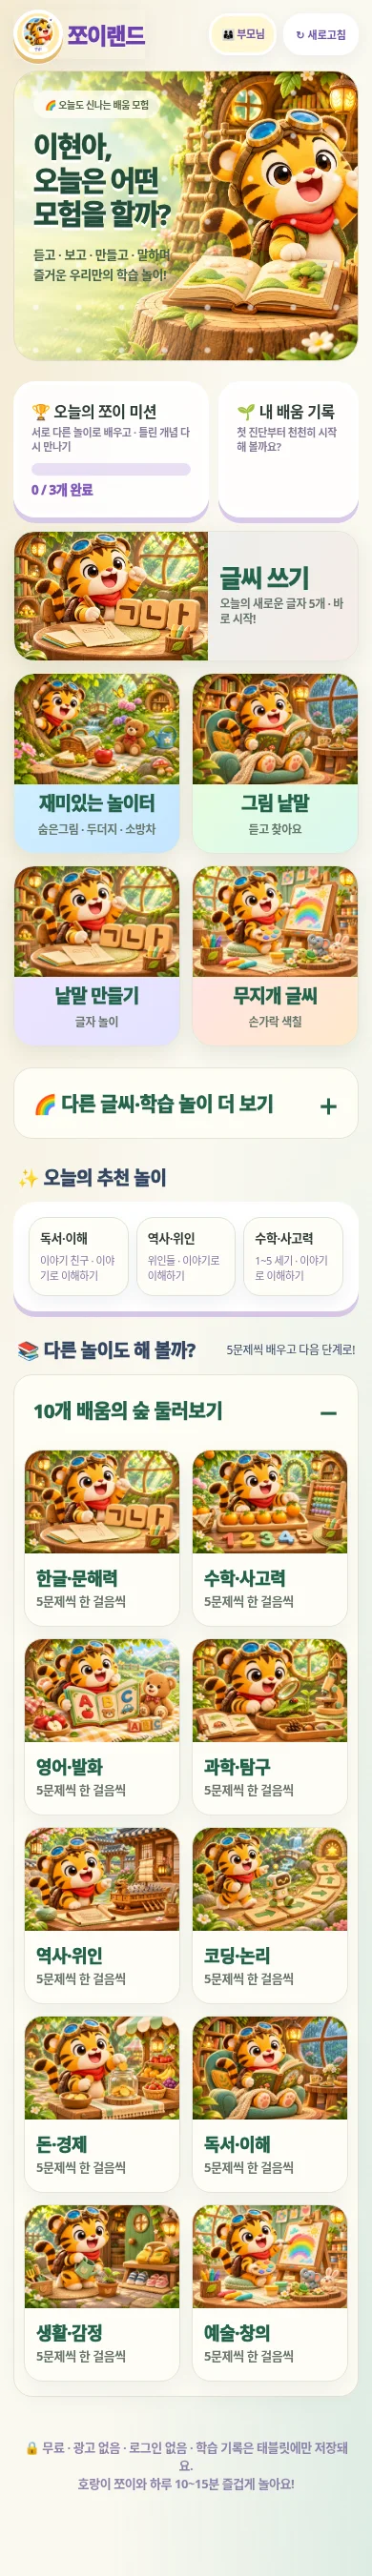 쪼이랜드
👪 부모님
↻ 새로고침
🌈 오늘도 신나는 배움 모험
이현아,
오늘은 어떤
모험을 할까?
듣고 · 보고 · 만들고 · 말하며
즐거운 우리만의 학습 놀이!
🏆 오늘의 쪼이 미션
서로 다른 놀이로 배우고 · 틀린 개념 다
시 만나기
0 / 3개 완료
🌱 내 배움 기록
첫 진단부터 천천히 시작
해 볼까요?
글씨 쓰기
오늘의 새로운 글자 5개 · 바
로 시작!
재미있는 놀이터
숨은그림 · 두더지 · 소방차
그림 낱말
듣고 찾아요
낱말 만들기
글자 놀이
무지개 글씨
손가락 색칠
🌈 다른 글씨·학습 놀이 더 보기
+
✨ 오늘의 추천 놀이
독서·이해
이야기 친구 · 이야
기로 이해하기
역사·위인
위인들 · 이야기로
이해하기
수학·사고력
1~5 세기 · 이야기
로 이해하기
📚 다른 놀이도 해 볼까?
5문제씩 배우고 다음 단계로!
10개 배움의 숲 둘러보기
−
한글·문해력
5문제씩 한 걸음씩
1 2 3 4 5
수학·사고력
5문제씩 한 걸음씩
A B C
영어·발화
5문제씩 한 걸음씩
과학·탐구
5문제씩 한 걸음씩
역사·위인
5문제씩 한 걸음씩
코딩·논리
5문제씩 한 걸음씩
돈·경제
5문제씩 한 걸음씩
독서·이해
5문제씩 한 걸음씩
생활·감정
5문제씩 한 걸음씩
예술·창의
5문제씩 한 걸음씩
🔒 무료 · 광고 없음 · 로그인 없음 · 학습 기록은 태블릿에만 저장돼
요.
호랑이 쪼이와 하루 10~15분 즐겁게 놀아요!